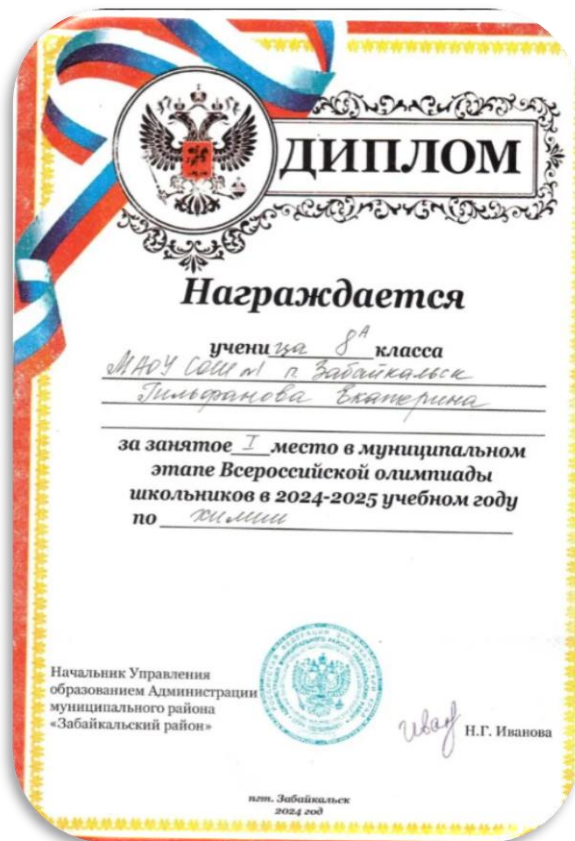 ДИПЛОМ
Награждается
ученица 8А класса
МАОУ СОШ №1 п. Забайкальск
Гильфанова Екатерина
за занятое I место в муниципальном
этапе Всероссийской олимпиады
школьников в 2024-2025 учебном году
по химии
Начальник Управления
образованием Администрации
муниципального района
«Забайкальский район»
Н.Г. Иванова
пгт. Забайкальск
2024 год